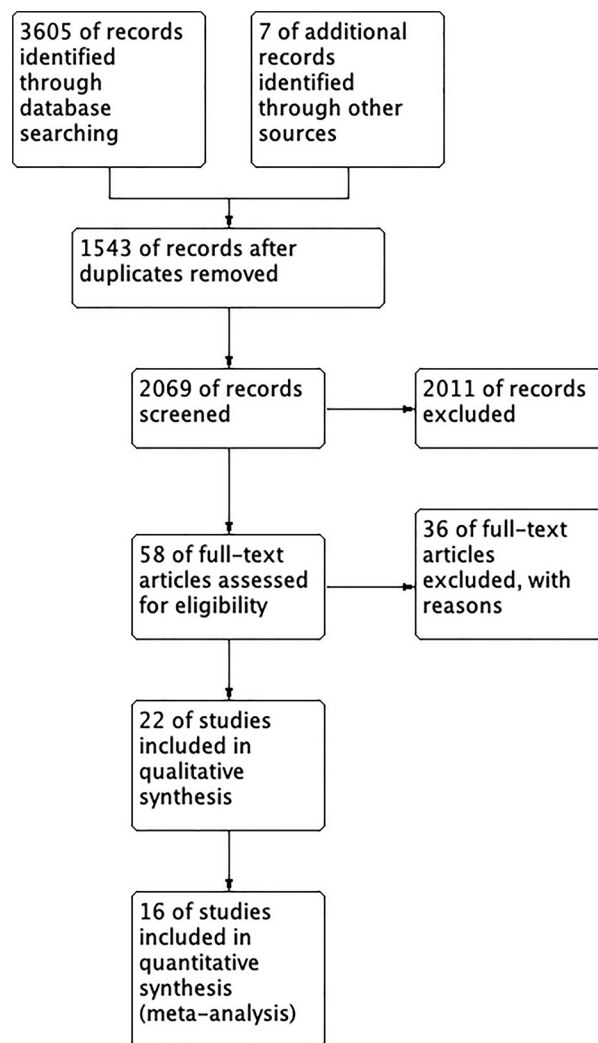 3605 of records
identified
through
database
searching
7 of additional
records
identified
through other
sources
1543 of records after
duplicates removed
2069 of records
screened
2011 of records
excluded
58 of full-text
articles assessed
for eligibility
36 of full-text
articles
excluded, with
reasons
22 of studies
included in
qualitative
synthesis
16 of studies
included in
quantitative
synthesis
(meta-analysis)